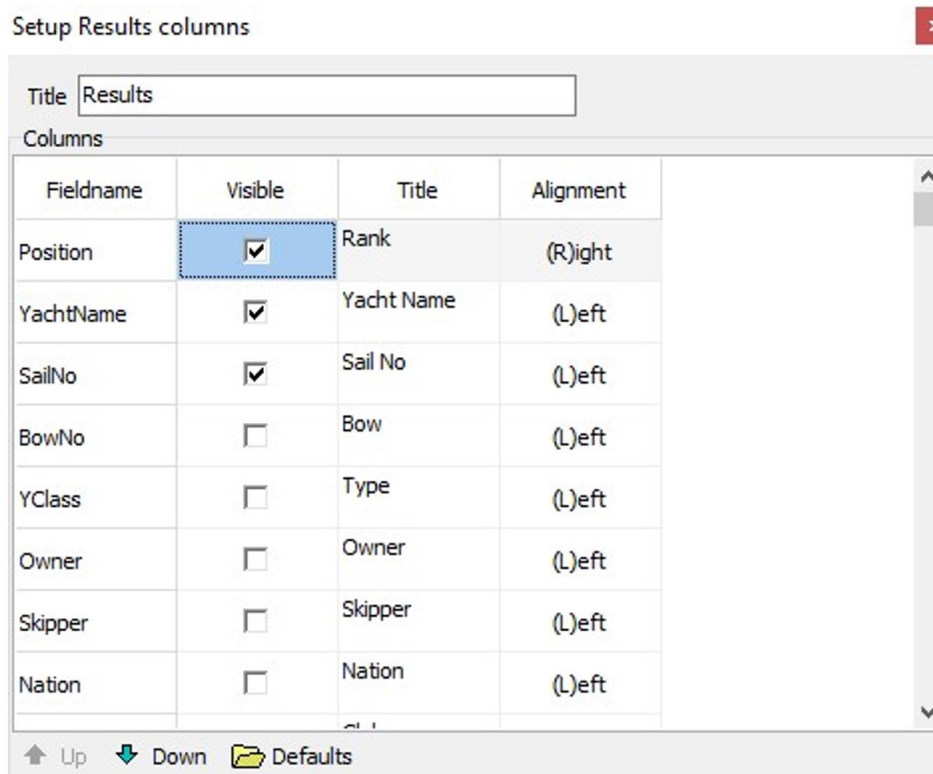 Setup Results columns
Title Results
Columns
Fieldname Visible Title Alignment
Position Rank (R)ight
YachtName Yacht Name (L)eft
SailNo Sail No (L)eft
BowNo Bow (L)eft
YClass Type (L)eft
Owner Owner (L)eft
Skipper Skipper (L)eft
Nation Nation (L)eft
Up Down Defaults